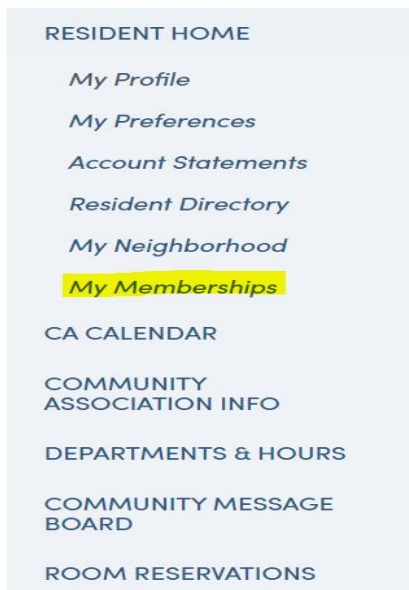 RESIDENT HOME
My Profile
My Preferences
Account Statements
Resident Directory
My Neighborhood
My Memberships
CA CALENDAR
COMMUNITY
ASSOCIATION INFO
DEPARTMENTS & HOURS
COMMUNITY MESSAGE
BOARD
ROOM RESERVATIONS